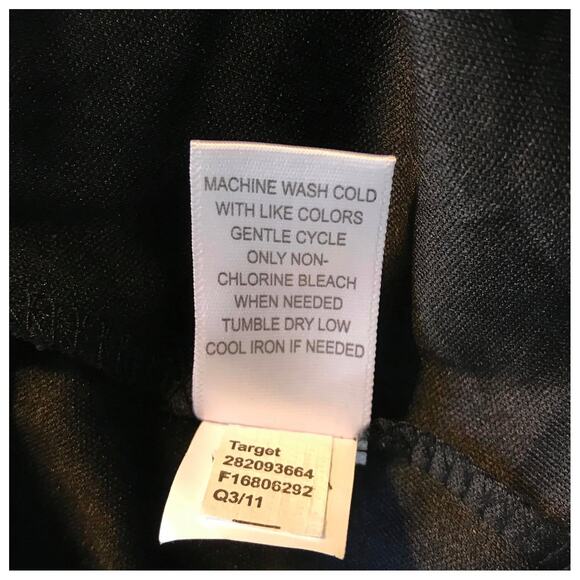 MACHINE WASH COLD
WITH LIKE COLORS
GENTLE CYCLE
ONLY NON-
CHLORINE BLEACH
WHEN NEEDED
TUMBLE DRY LOW
COOL IRON IF NEEDED
Target
282093664
F16806292
Q3/11